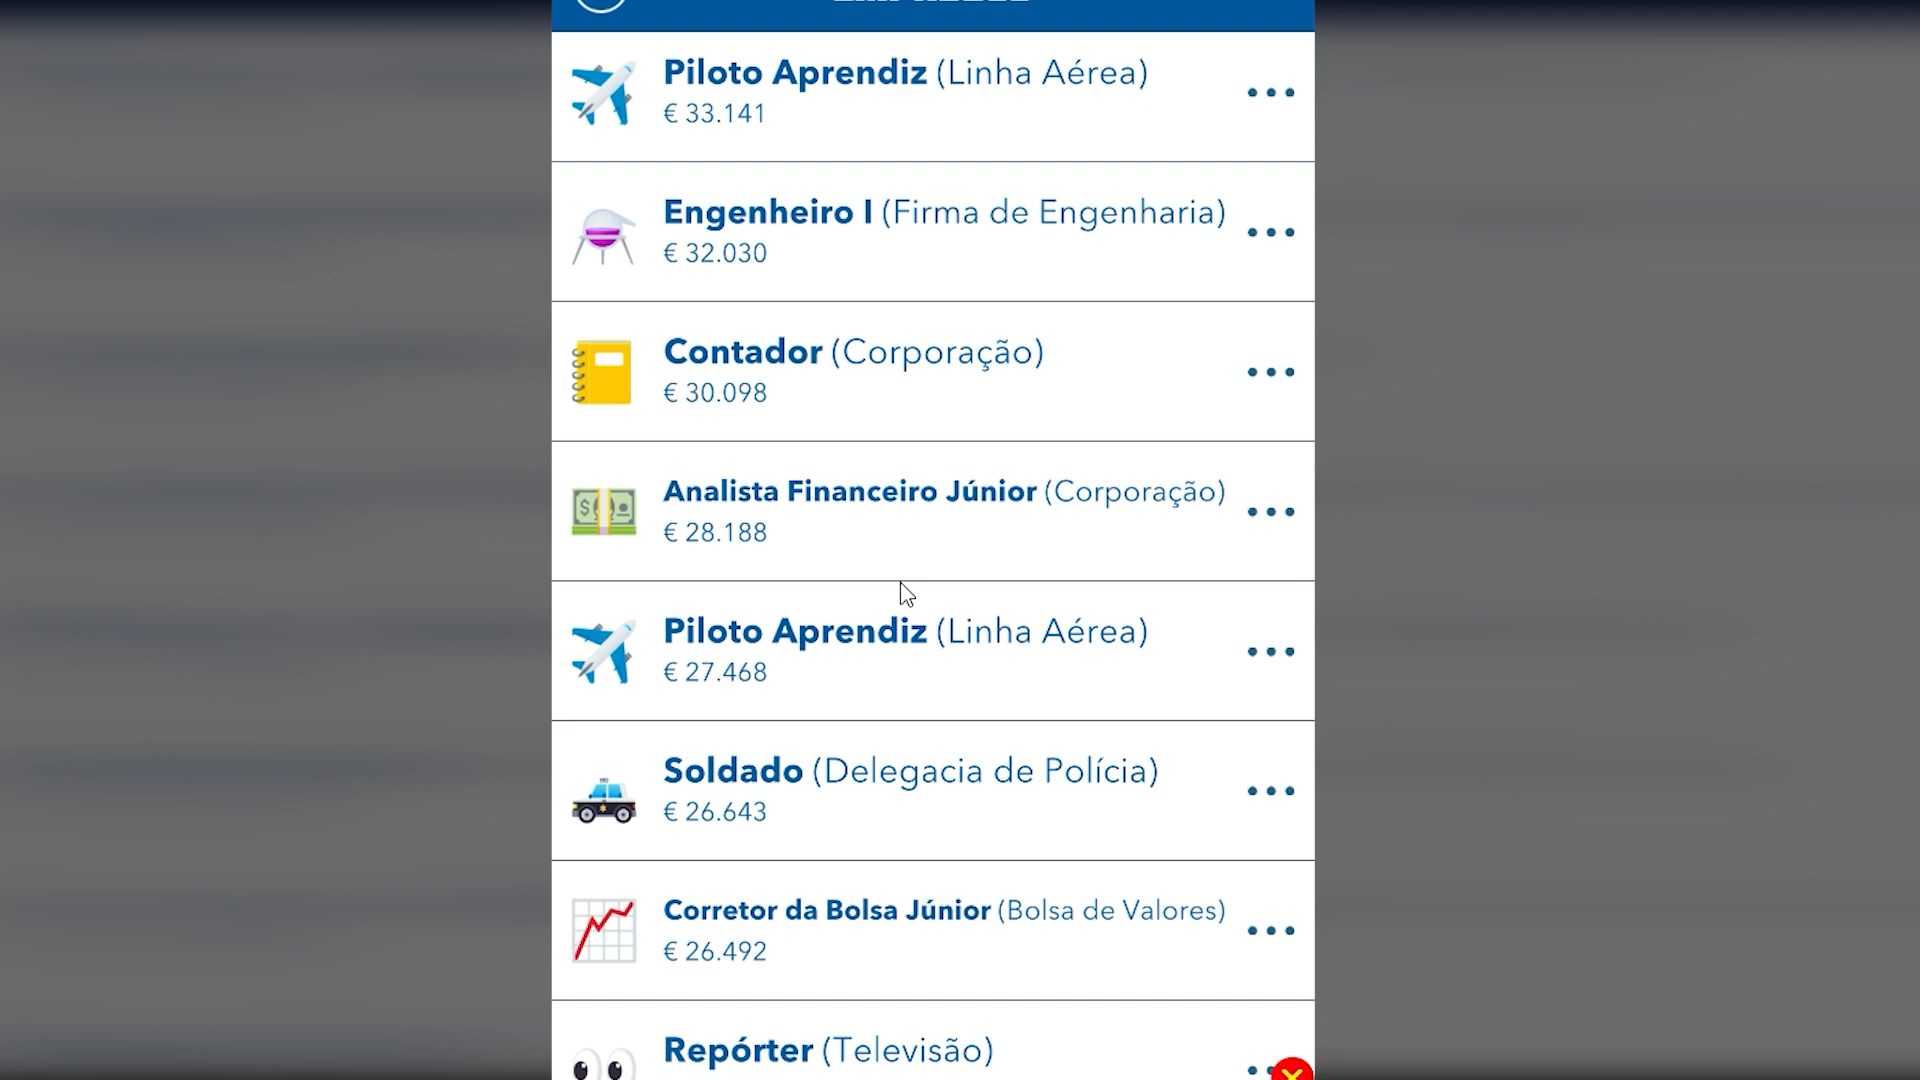 Piloto Aprendiz (Linha Aérea)
€ 33.141
Engenheiro I (Firma de Engenharia)
€ 32.030
Contador (Corporação)
€ 30.098
Analista Financeiro Júnior (Corporação)
€ 28.188
Piloto Aprendiz (Linha Aérea)
€ 27.468
Soldado (Delegacia de Polícia)
€ 26.643
Corretor da Bolsa Júnior (Bolsa de Valores)
€ 26.492
Repórter (Televisão)